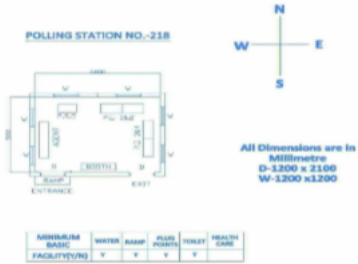 POLLING STATION NO.-218
N
W E
S
W W
AGENT
BOOTH
D D
RAMP
ENTRANCE EXIT
All Dimensions are in
Millimetre
D-1200 x 2100
W-1200 x1200
MINIMUM BASIC FACILITY(Y/N) WATER RAMP PLUG POINTS TOILET HEALTH CARE
Y Y Y Y